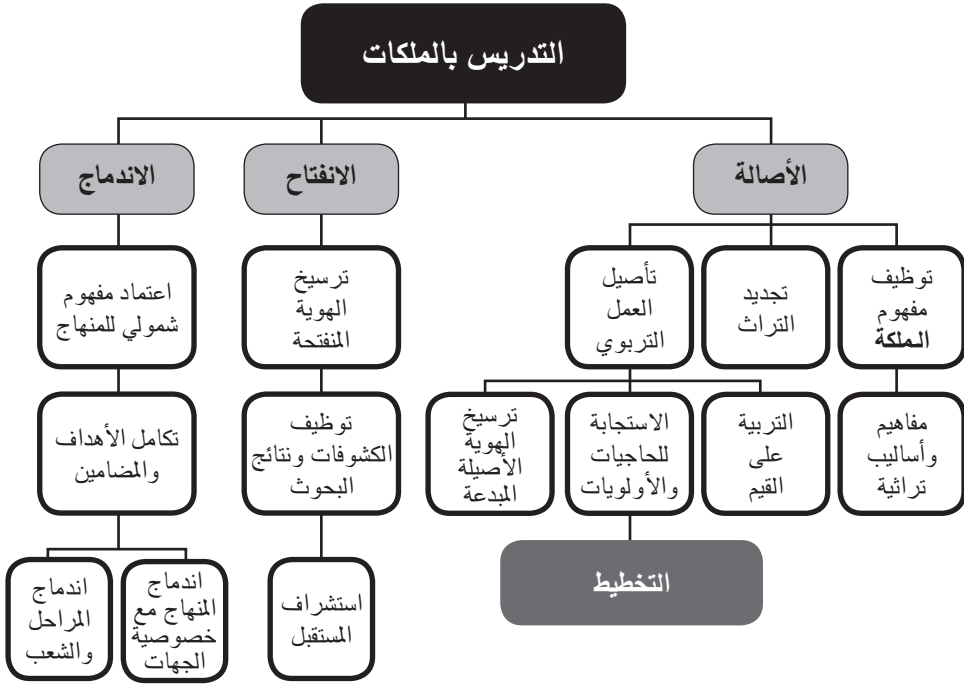 التدريس بالملكات
الأصالة
الانفتاح
الاندماج
توظيف
مفهوم
الملكة
تجديد
التراث
تأصيل
العمل
التربوي
ترسيخ
الهوية
المنفتحة
اعتماد مفهوم
شمولي للمنهاج
مفاهيم
وأساليب
تراثية
التربية
على
القيم
الاستجابة
للحاجيات
والأولويات
ترسيخ
الهوية
الأصيلة
المبدعة
توظيف
الكشوفات ونتائج
البحوث
تكامل الأهداف
والمضامين
التخطيط
استشراف
المستقبل
اندماج
المنهاج مع
خصوصية
الجهات
اندماج
المراحل
والشعب